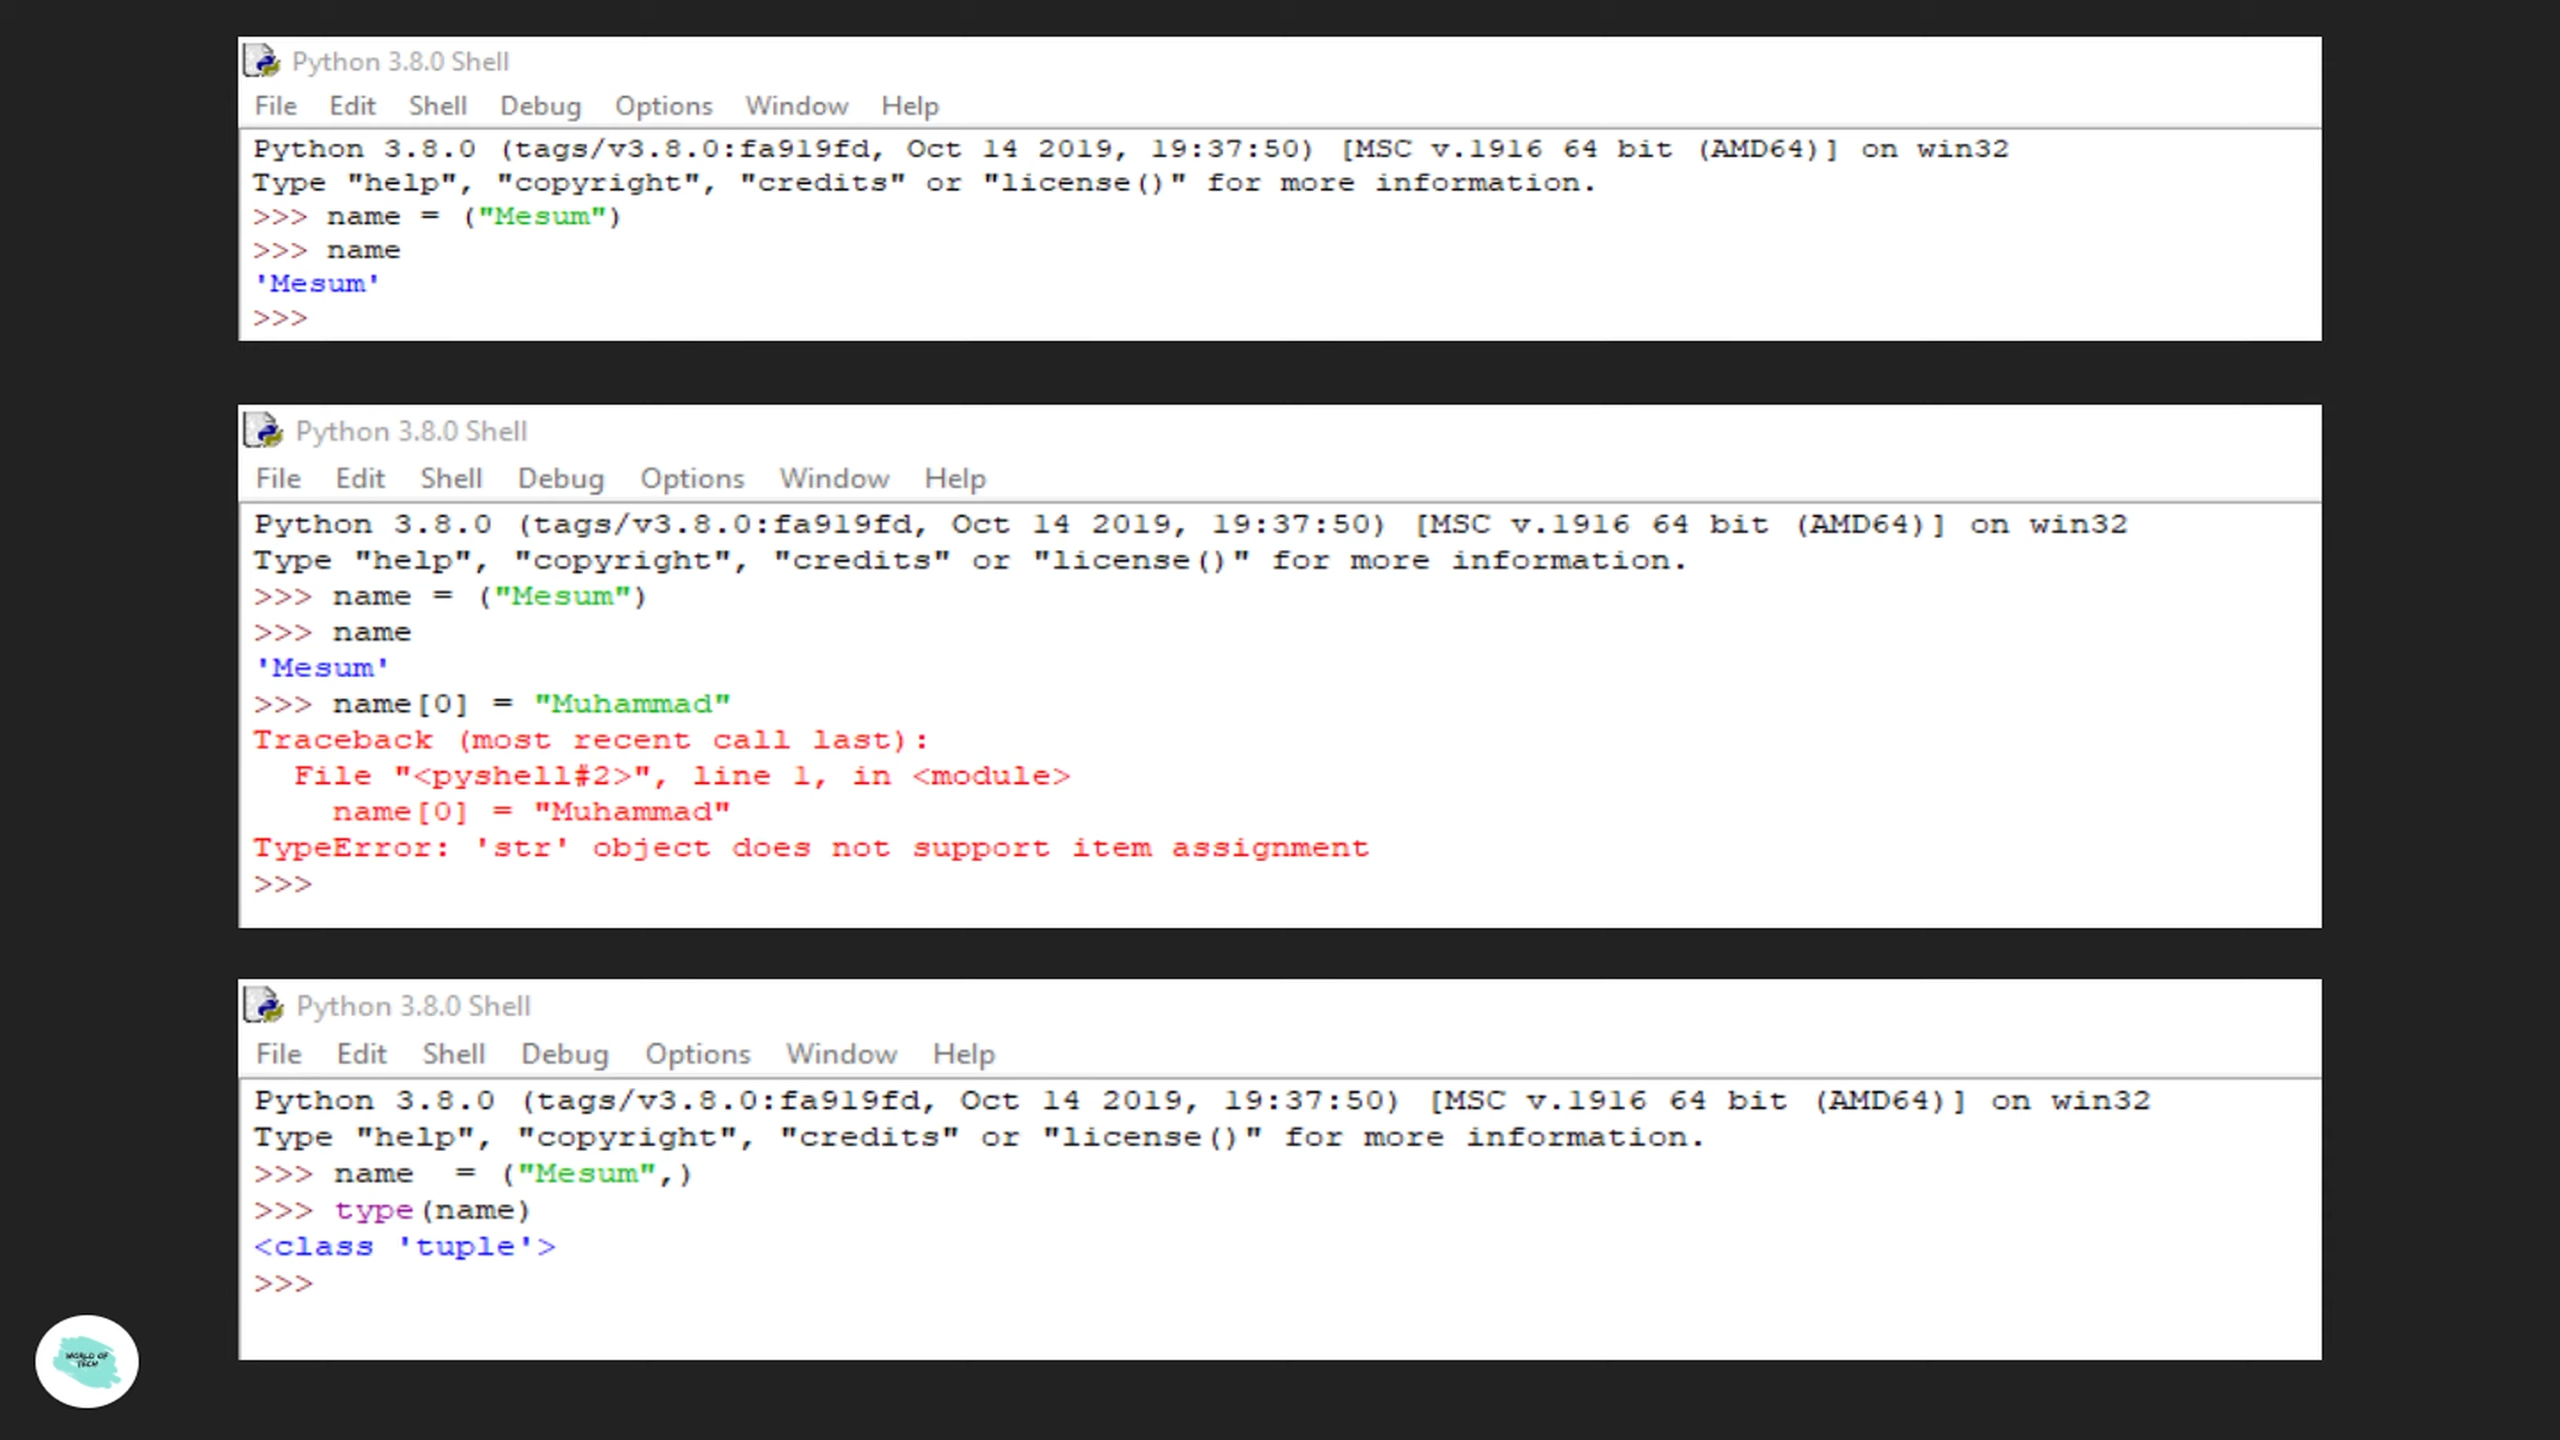 Python 3.8.0 Shell
File Edit Shell Debug Options Window Help
Python 3.8.0 (tags/v3.8.0:fa919fd, Oct 14 2019, 19:37:50) [MSC v.1916 64 bit (AMD64)] on win32
Type "help", "copyright", "credits" or "license()" for more information.
>>> name = ("Mesum")
>>> name
'Mesum'
>>>
Python 3.8.0 Shell
File Edit Shell Debug Options Window Help
Python 3.8.0 (tags/v3.8.0:fa919fd, Oct 14 2019, 19:37:50) [MSC v.1916 64 bit (AMD64)] on win32
Type "help", "copyright", "credits" or "license()" for more information.
>>> name = ("Mesum")
>>> name
'Mesum'
>>> name[0] = "Muhammad"
Traceback (most recent call last):
  File "<pyshell#2>", line 1, in <module>
    name[0] = "Muhammad"
TypeError: 'str' object does not support item assignment
>>>
Python 3.8.0 Shell
File Edit Shell Debug Options Window Help
Python 3.8.0 (tags/v3.8.0:fa919fd, Oct 14 2019, 19:37:50) [MSC v.1916 64 bit (AMD64)] on win32
Type "help", "copyright", "credits" or "license()" for more information.
>>> name  = ("Mesum",)
>>> type(name)
<class 'tuple'>
>>>
WORLD OF
TECH